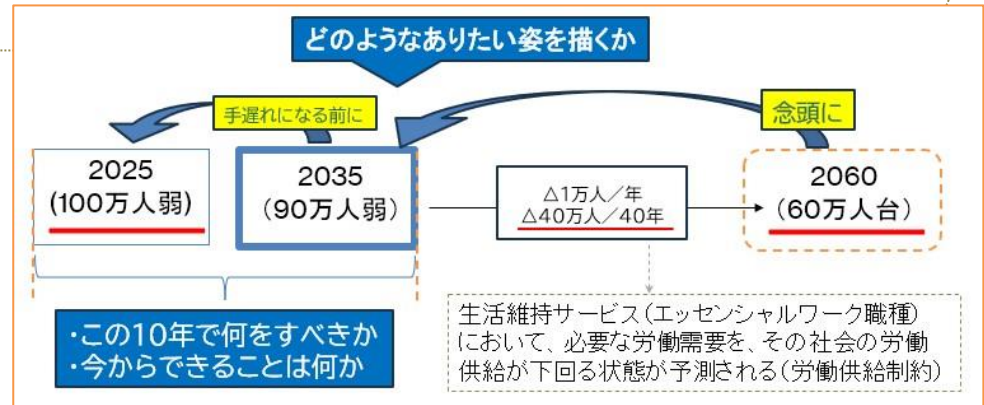 どのようなありたい姿を描くか
手遅れになる前に
念頭に
2025
(100万人弱)
2035
(90万人弱)
△1万人/年
△40万人/40年
2060
(60万人台)
・この10年で何をすべきか
・今からできることは何か
生活維持サービス(エッセンシャルワーク職種)
において、必要な労働需要を、その社会の労働
供給が下回る状態が予測される(労働供給制約)